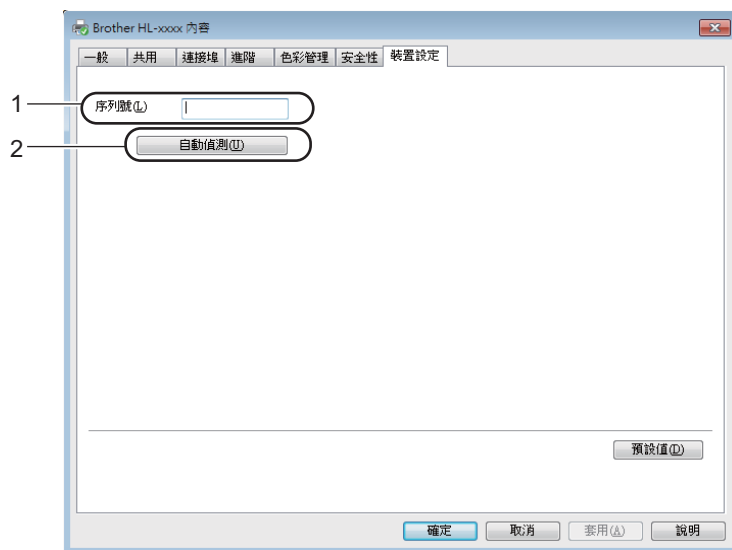 Brother HL-xxxx 內容
一般 共用 連接埠 進階 色彩管理 安全性 裝置設定
1 序列號(L)
2 自動偵測(U)
預設值(D)
確定 取消 套用(A) 說明